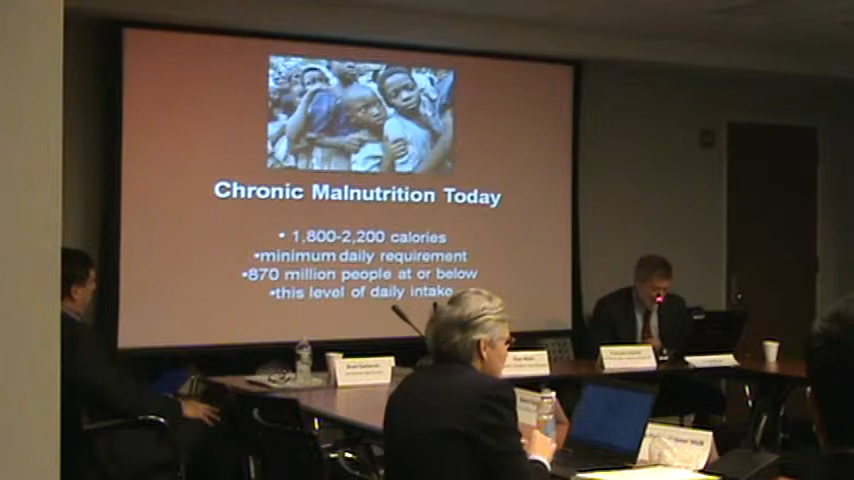 Chronic Malnutrition Today
• 1,800-2,200 calories
•minimum daily requirement
•870 million people at or below
•this level of daily intake